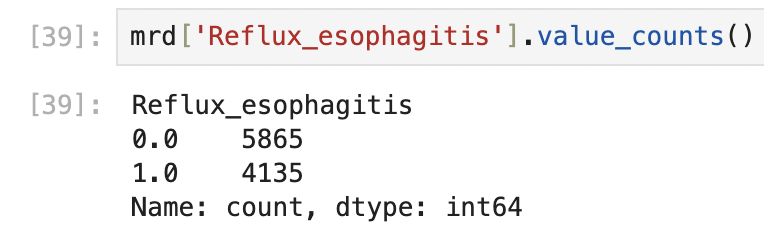 [39]: mrd['Reflux_esophagitis'].value_counts()
[39]: Reflux_esophagitis
0.0    5865
1.0    4135
Name: count, dtype: int64